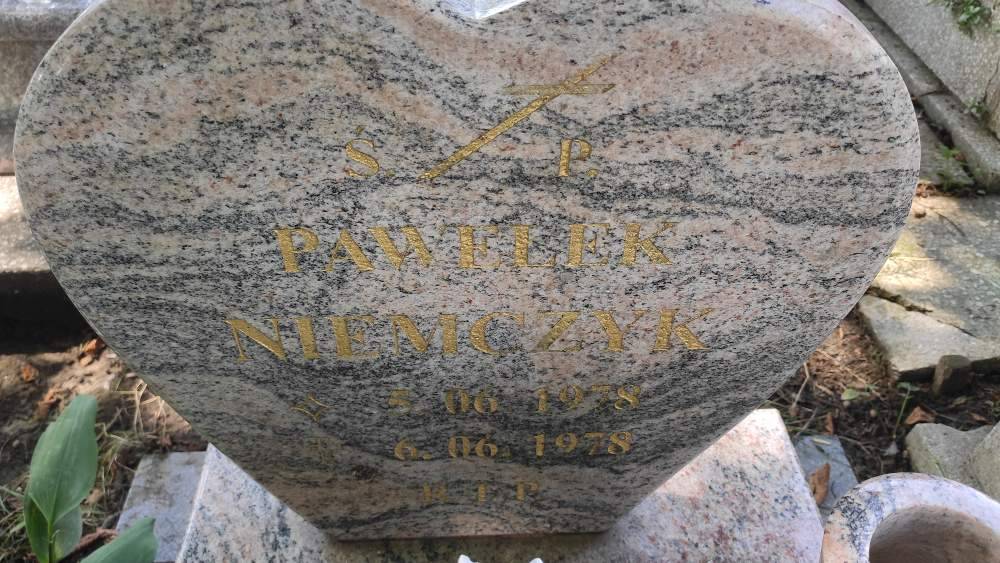 Ś. P.
PAWELEK
NIEMCZYK
5. 06. 1978
6. 06. 1978
R I P